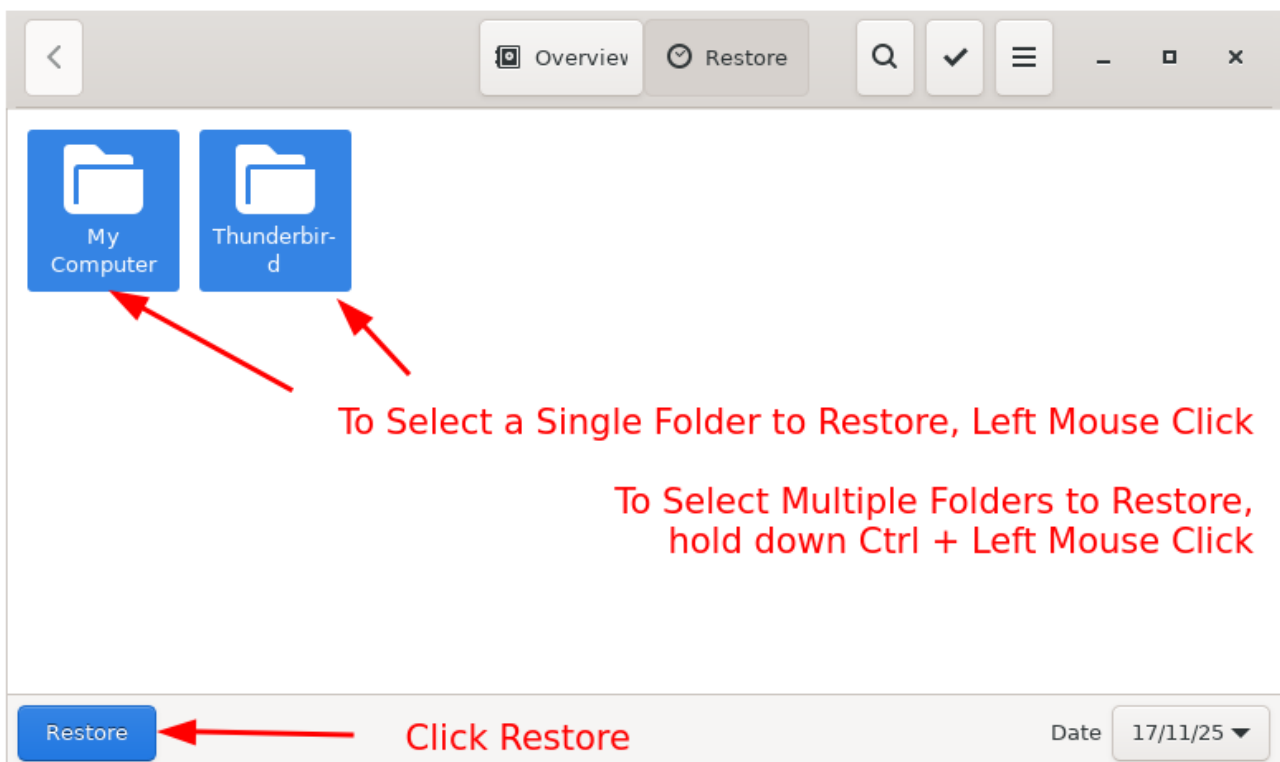 Overview Restore
My
Computer
Thunderbir-
d
To Select a Single Folder to Restore, Left Mouse Click
To Select Multiple Folders to Restore,
hold down Ctrl + Left Mouse Click
Restore Click Restore Date 17/11/25